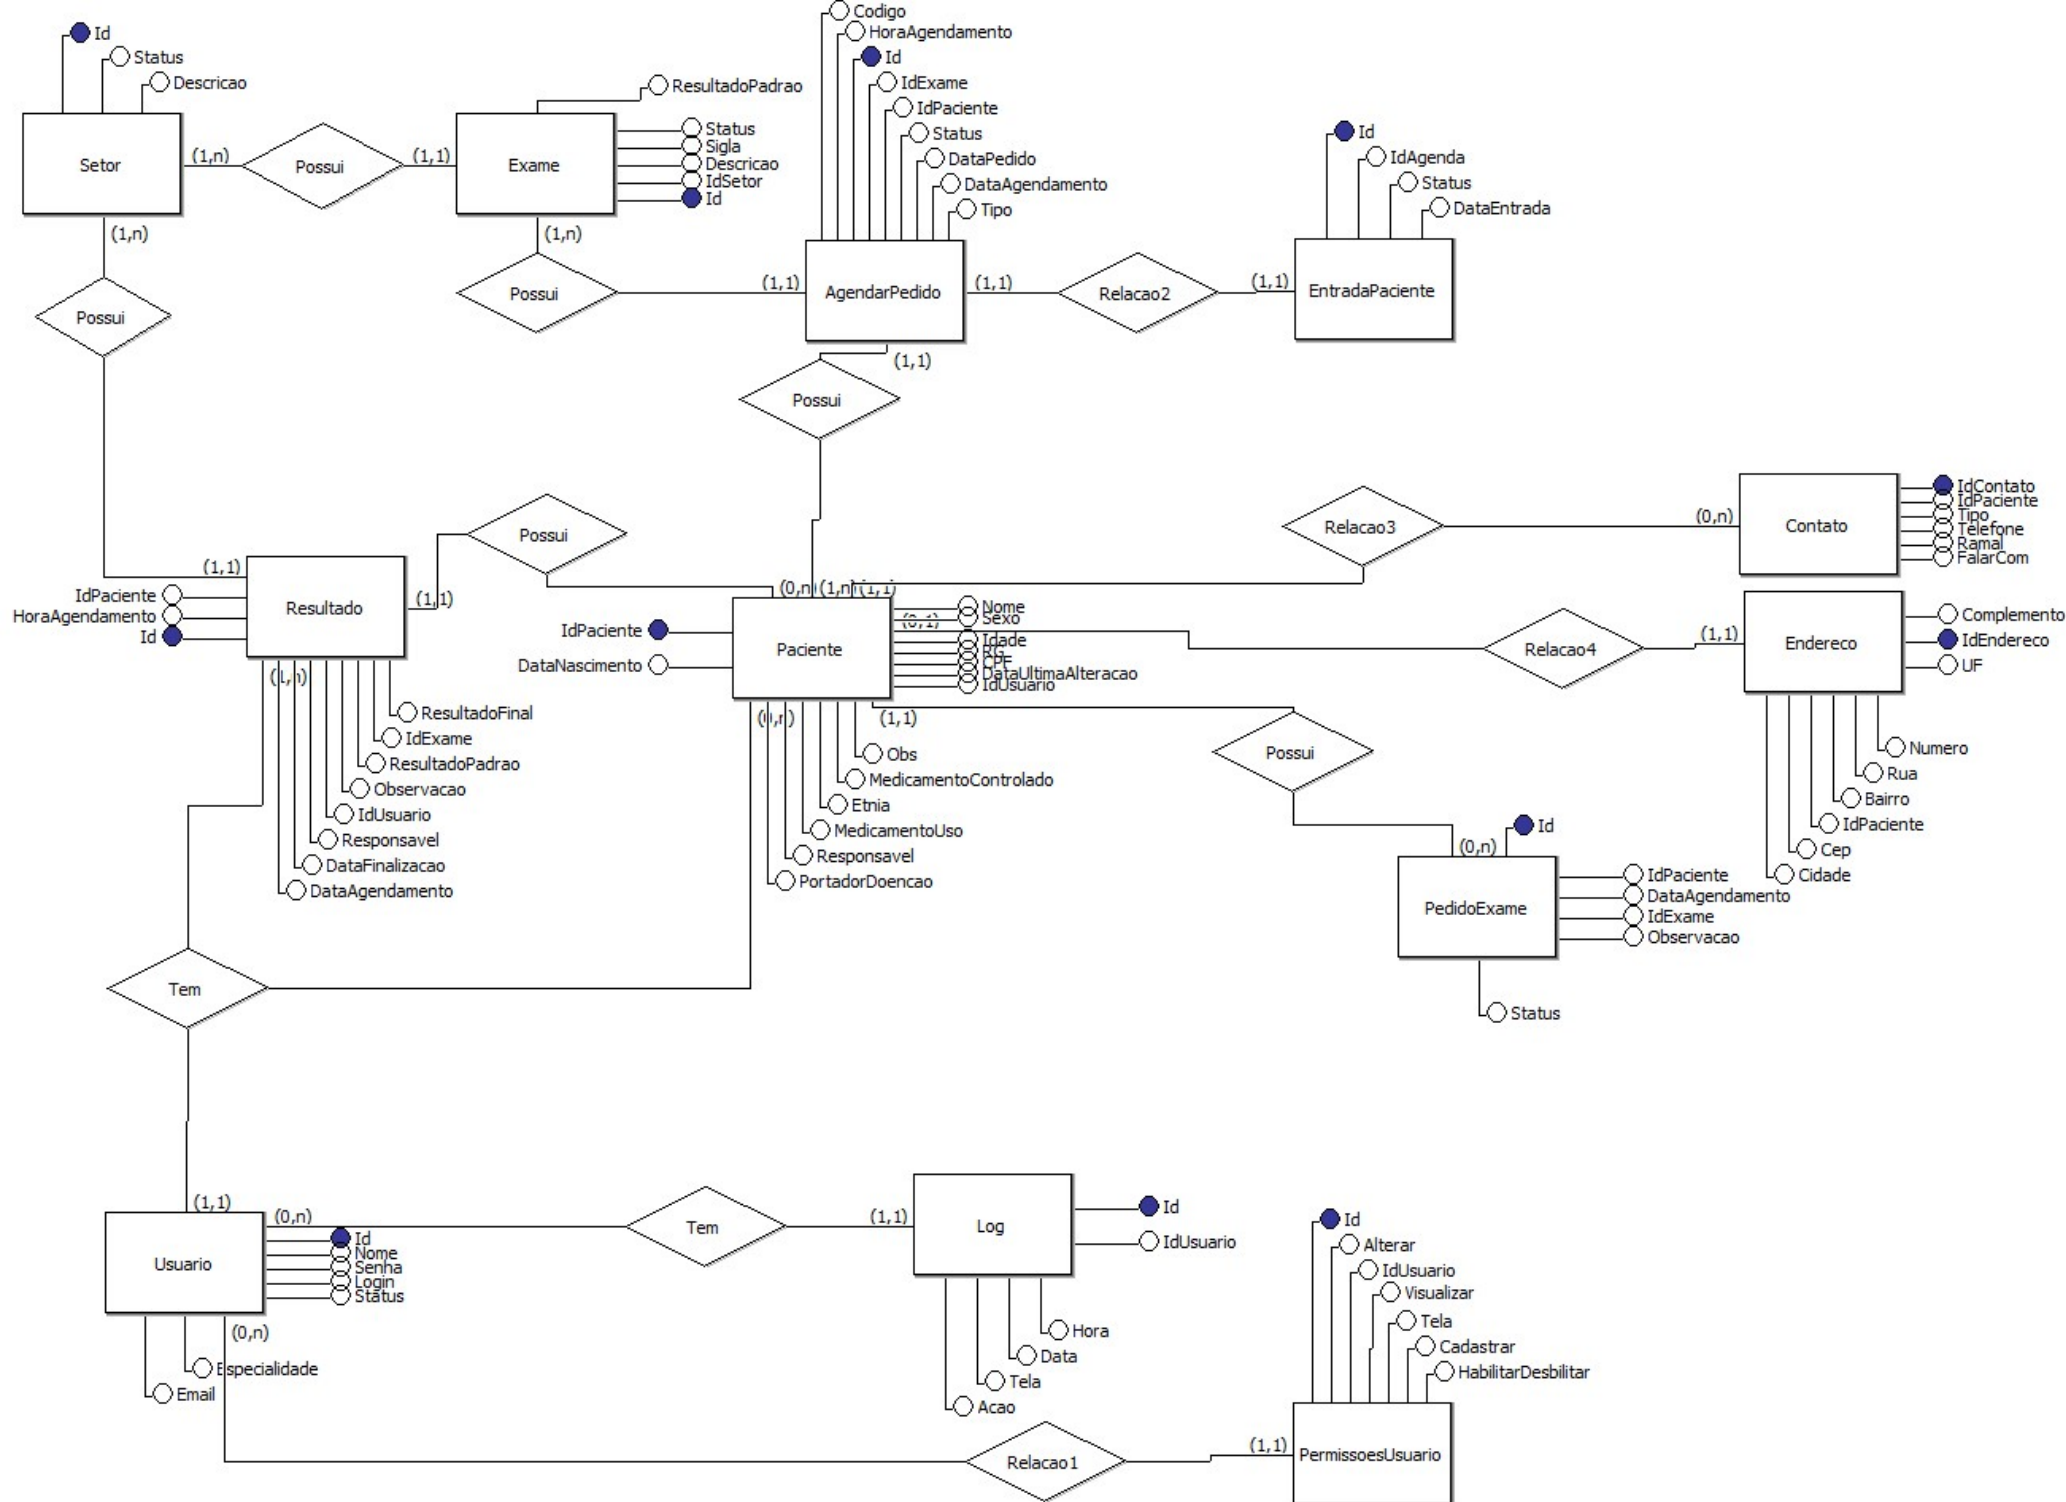 Codigo
HoraAgendamento
Id
IdExame
IdPaciente
Status
DataPedido
DataAgendamento
Tipo
Id
Status
Descricao
Setor
(1,n)
Possui
(1,1)
Exame
ResultadoPadrao
Status
Sigla
Descricao
IdSetor
Id
(1,n)
(1,n)
Possui
Possui
(1,1)
AgendarPedido
(1,1)
Relacao2
(1,1)
EntradaPaciente
Id
IdAgenda
Status
DataEntrada
(1,1)
Possui
Possui
Relacao3
(0,n)
Contato
IdContato
IdPaciente
Tipo
Telefone
Ramal
FalarCom
(1,1)
Resultado
(1,1)
IdPaciente
HoraAgendamento
Id
(0,n)
(1,n)
(1,1)
IdPaciente
DataNascimento
Paciente
Nome
Sexo
(0,1)
Idade
RG
CPF
DataUltimaAlteracao
IdUsuario
Relacao4
(1,1)
Endereco
Complemento
IdEndereco
UF
ResultadoFinal
IdExame
ResultadoPadrao
Observacao
IdUsuario
Responsavel
DataFinalizacao
DataAgendamento
(1,1)
Obs
MedicamentoControlado
Etnia
MedicamentoUso
Responsavel
PortadorDoencao
Possui
Numero
Rua
Bairro
IdPaciente
Cep
Cidade
Id
(0,n)
PedidoExame
IdPaciente
DataAgendamento
IdExame
Observacao
Status
Tem
(1,1)
(0,n)
Usuario
Id
Nome
Senha
Login
Status
Tem
(1,1)
Log
Id
IdUsuario
Hora
Data
Tela
Acao
(0,n)
Especialidade
Email
Relacao1
(1,1)
PermissoesUsuario
Id
Alterar
IdUsuario
Visualizar
Tela
Cadastrar
HabilitarDesbilitar